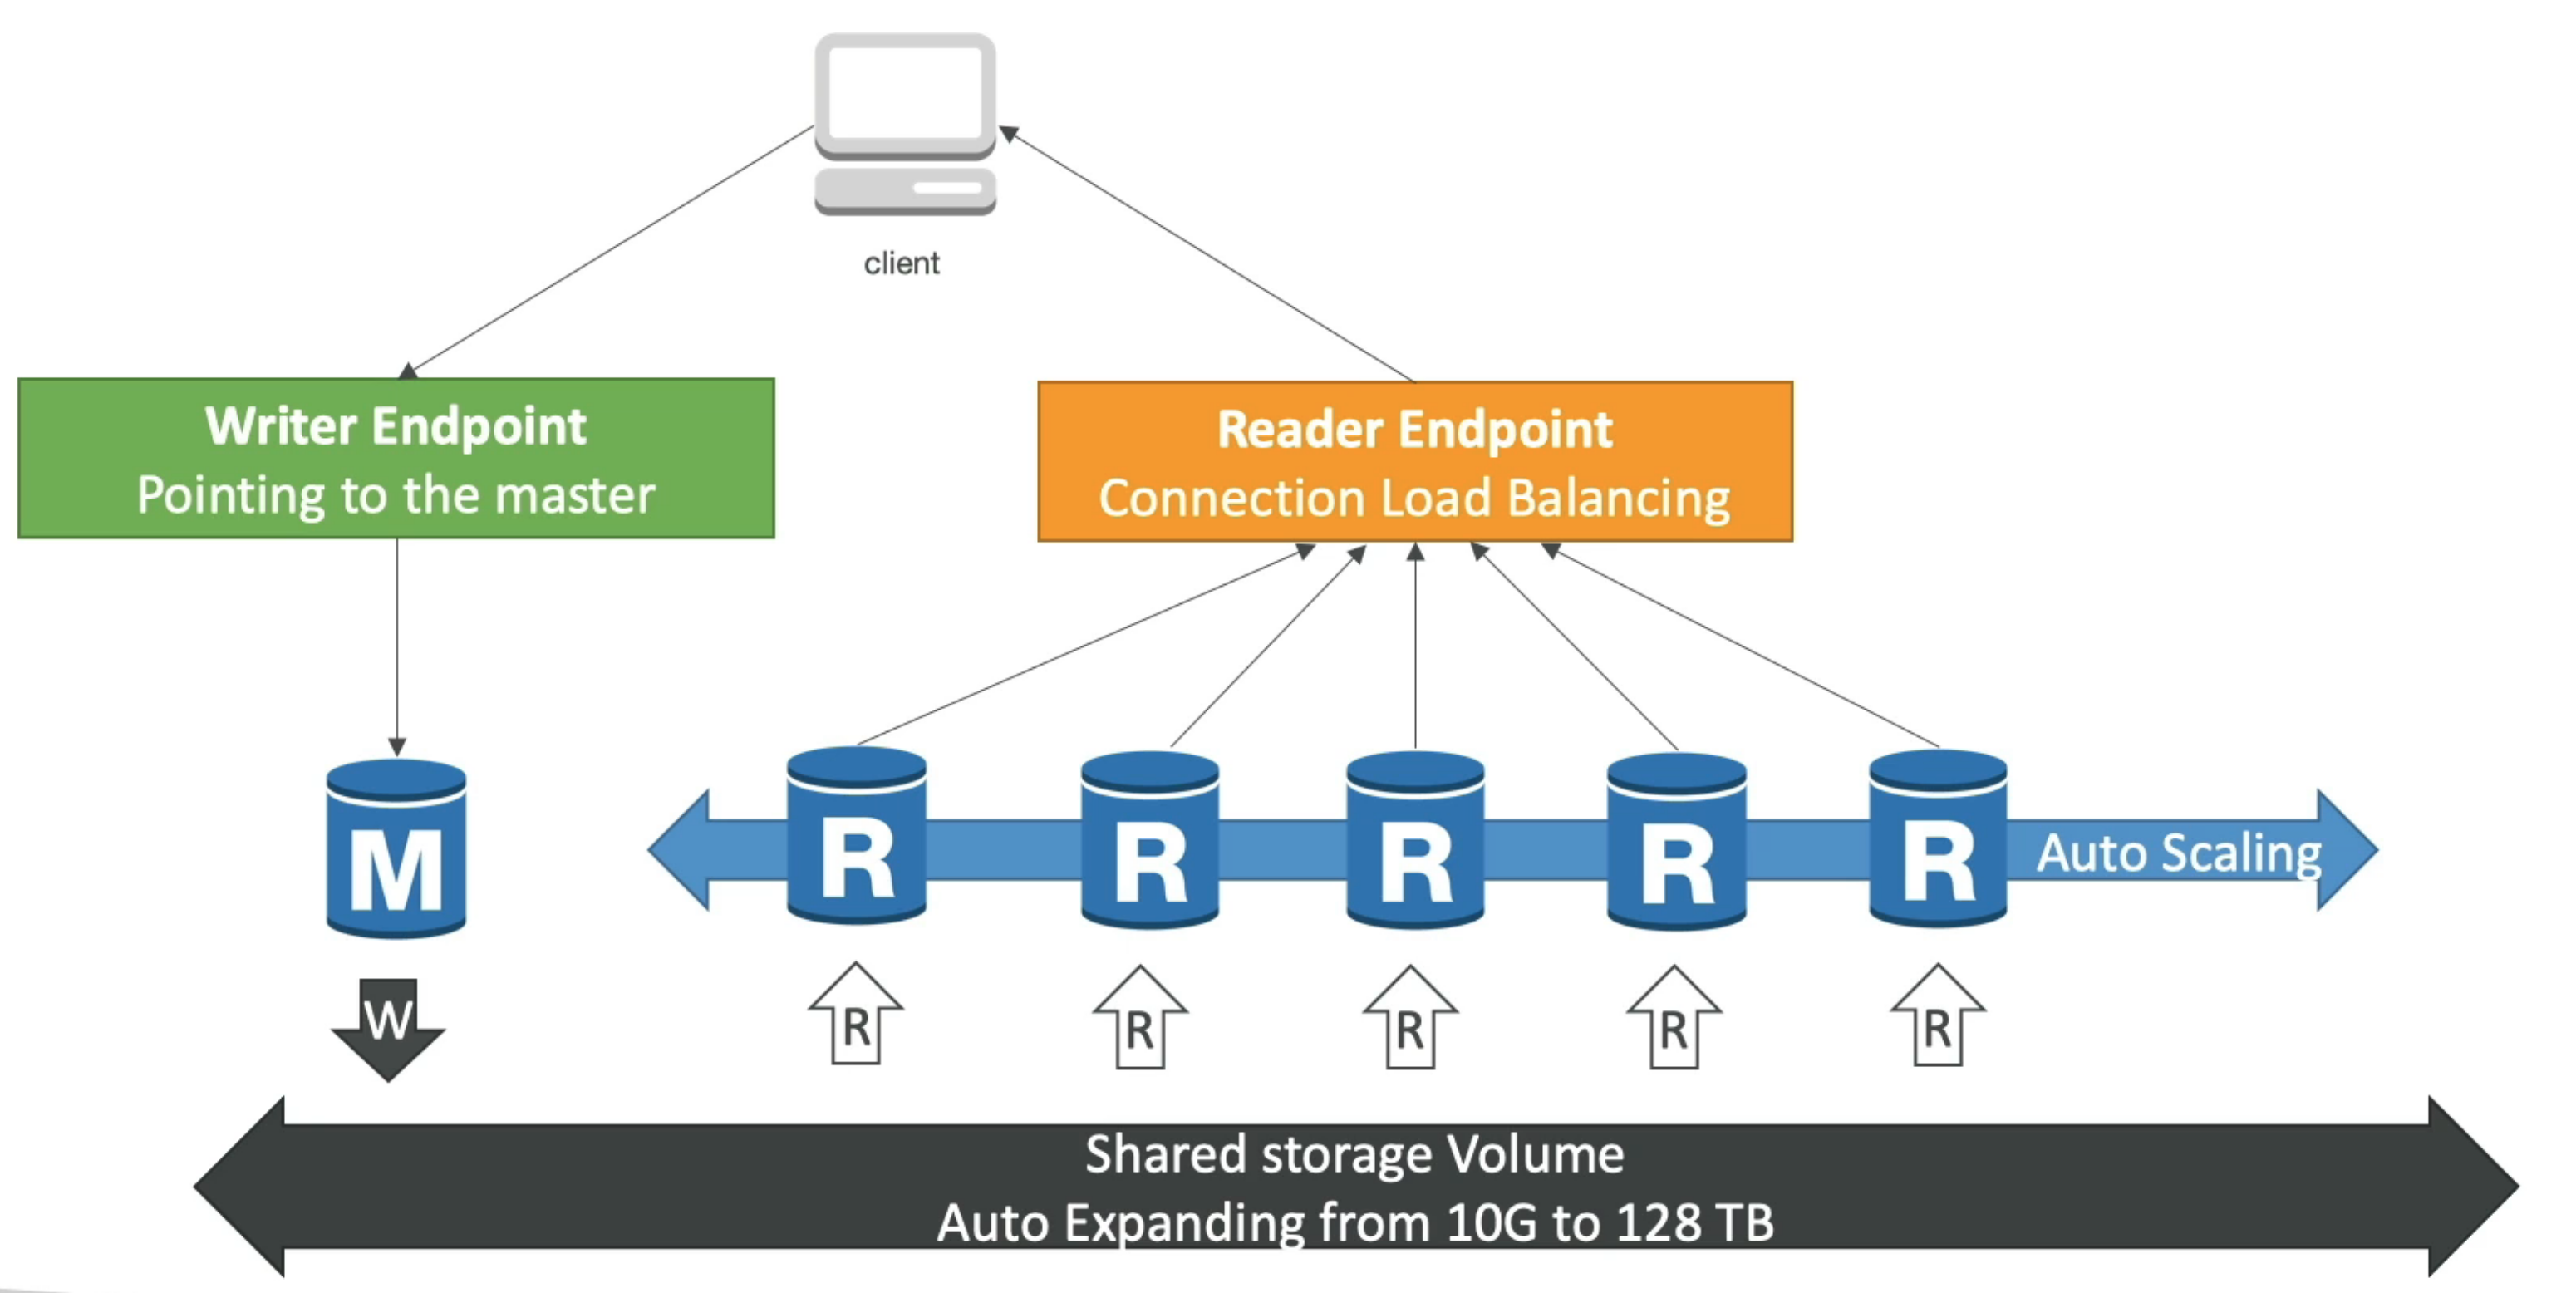 client
Writer Endpoint
Pointing to the master
Reader Endpoint
Connection Load Balancing
M
R
R
R
R
R
Auto Scaling
W
R
R
R
R
R
Shared storage Volume
Auto Expanding from 10G to 128 TB